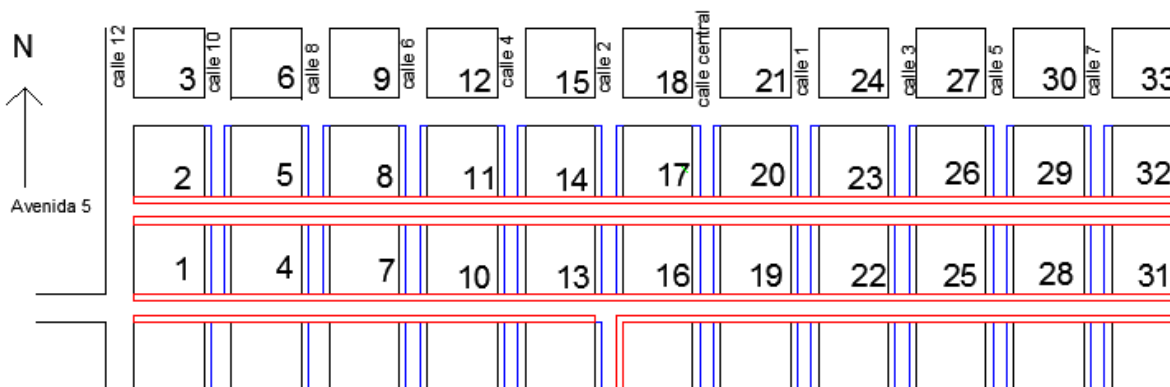 N
calle 12
calle 10
calle 8
calle 6
calle 4
calle 2
calle central
calle 1
calle 3
calle 5
calle 7
3 6 9 12 15 18 21 24 27 30 33
2 5 8 11 14 17 20 23 26 29 32
Avenida 5
1 4 7 10 13 16 19 22 25 28 31